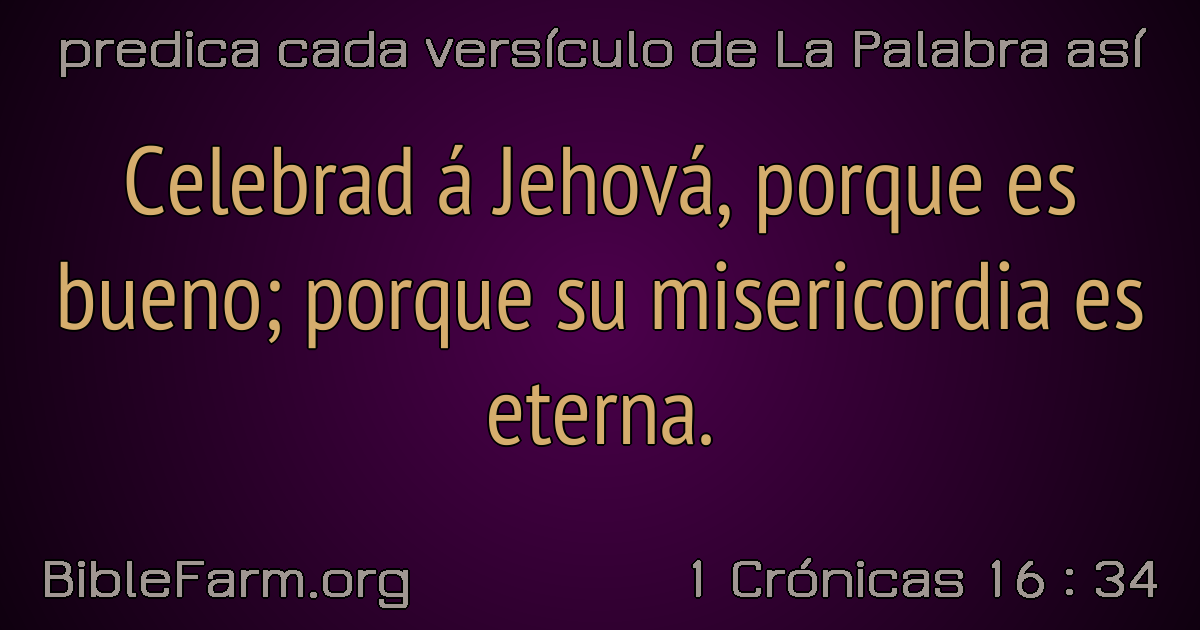 predica cada versículo de La Palabra así
Celebrad á Jehová, porque es
bueno; porque su misericordia es
eterna.
BibleFarm.org
1 Crónicas 16 : 34